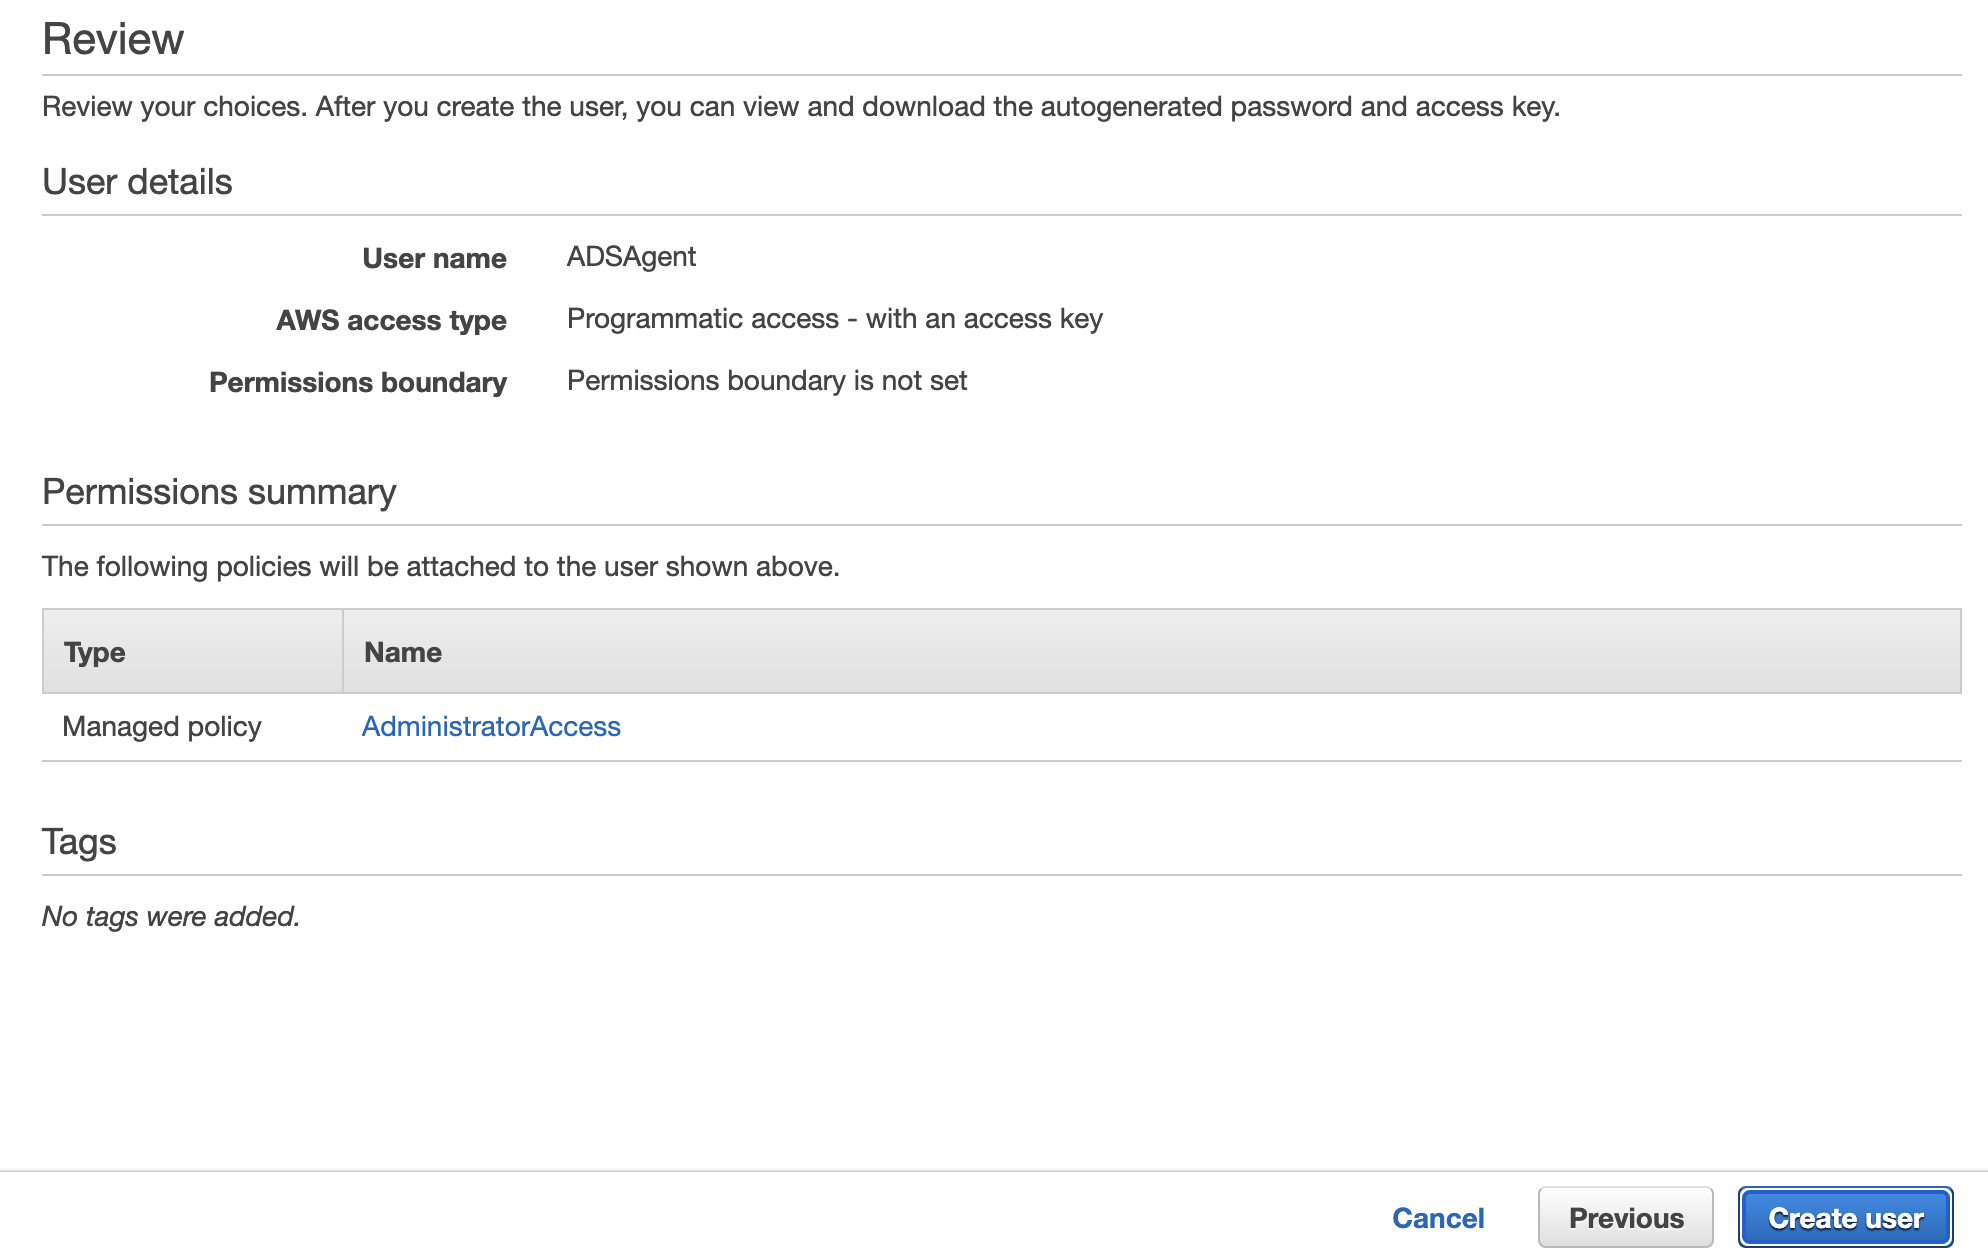 Review
Review your choices. After you create the user, you can view and download the autogenerated password and access key.
User details
User name ADSAgent
AWS access type Programmatic access - with an access key
Permissions boundary Permissions boundary is not set
Permissions summary
The following policies will be attached to the user shown above.
Type Name
Managed policy AdministratorAccess
Tags
No tags were added.
Cancel Previous Create user